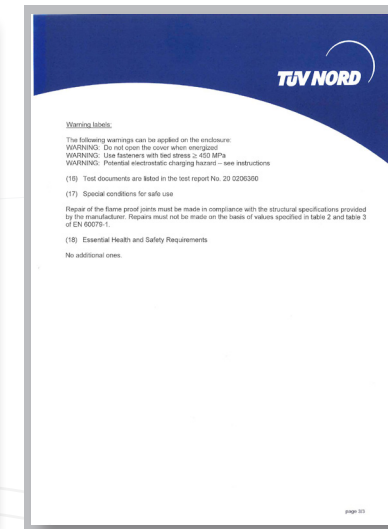 TÜV NORD
Warning labels:
The following warnings can be applied on the enclosure:
WARNING: Do not open the cover when energized
WARNING: Use fasteners with tied stress ≥ 450 MPa
WARNING: Potential electrostatic charging hazard – see instructions
(16) Test documents are listed in the test report No. 20 0206360
(17) Special conditions for safe use
Repair of the flame proof joints must be made in compliance with the structural specifications provided
by the manufacturer. Repairs must not be made on the basis of values specified in table 2 and table 3
of EN 60079-1.
(18) Essential Health and Safety Requirements
No additional ones.
page 3/3